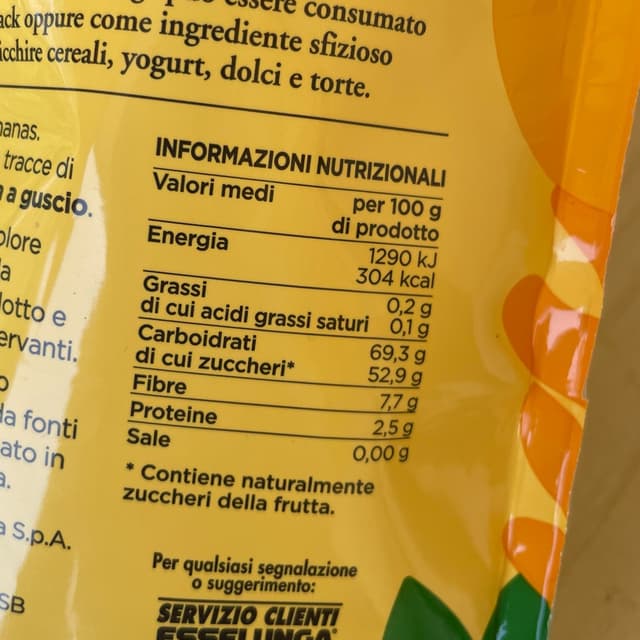 essere consumato
oppure come ingrediente sfizioso
cereali, yogurt, dolci e torte.
tracce di
a guscio.
e
S.p.A.
INFORMAZIONI NUTRIZIONALI
Valori medi per 100 g
di prodotto
Energia 1290 kJ
304 kcal
Grassi 0,2 g
di cui acidi grassi saturi 0,1 g
Carboidrati 69,3 g
di cui zuccheri* 52,9 g
Fibre 7,7 g
Proteine 2,5 g
Sale 0,00 g
* Contiene naturalmente
zuccheri della frutta.
fonti
in
Per qualsiasi segnalazione
o suggerimento:
SERVIZIO CLIENTI
ESSELUNGA